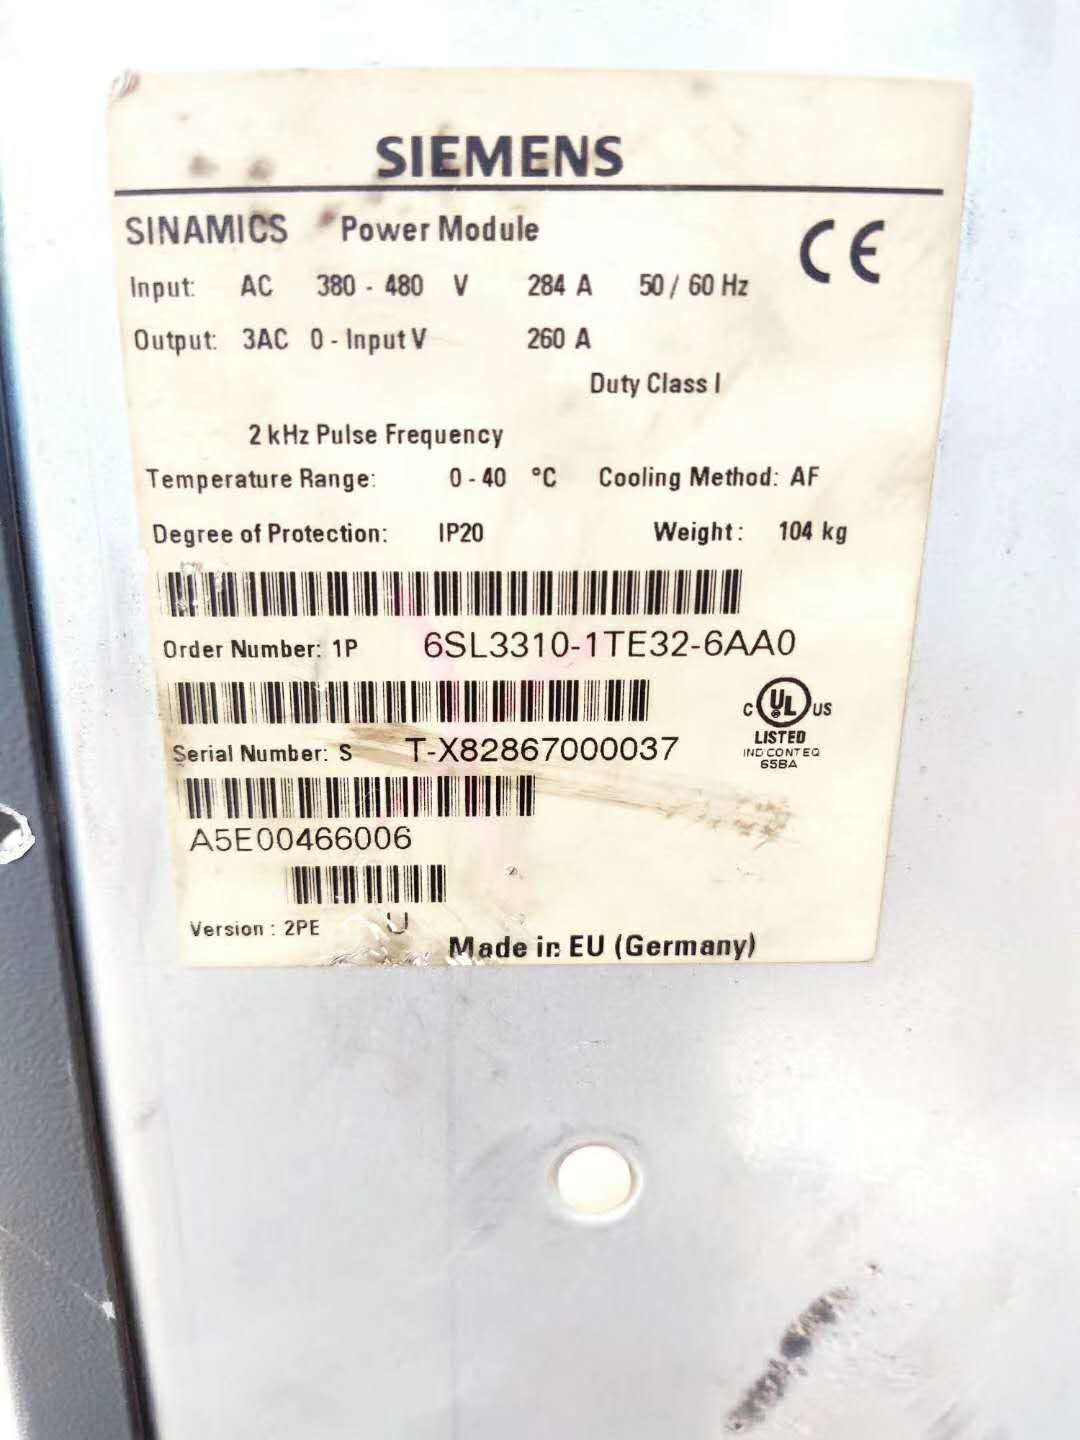 SIEMENS
SINAMICS Power Module
CE
Input: AC 380 - 480 V 284 A 50 / 60 Hz
Output: 3AC 0 - Input V 260 A
Duty Class I
2 kHz Pulse Frequency
Temperature Range: 0 - 40 °C Cooling Method: AF
Degree of Protection: IP20 Weight: 104 kg
Order Number: 1P 6SL3310-1TE32-6AA0
C UL US
LISTED
IND CONT EQ
65BA
Serial Number: S T-X82867000037
A5E00466006
Version : 2PE U
Made in EU (Germany)